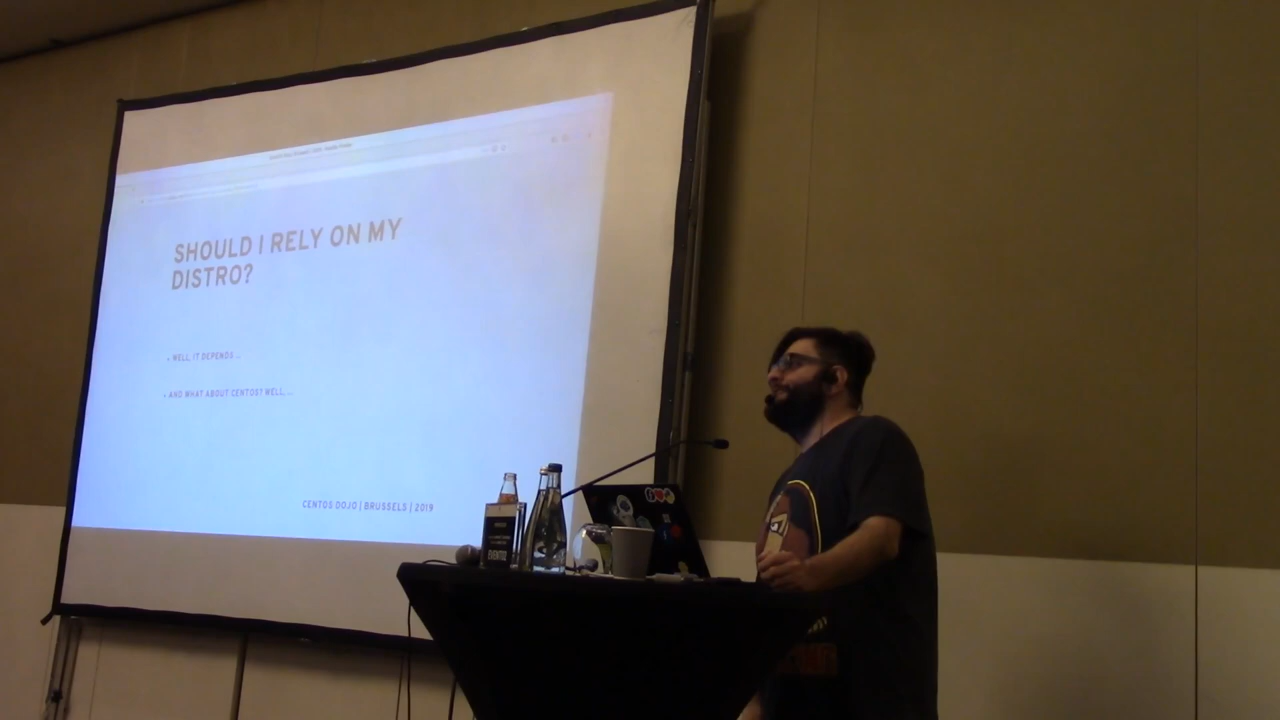 SHOULD I RELY ON MY
DISTRO?
WELL, IT DEPENDS ...
AND WHAT ABOUT CENTOS? WELL, ...
CENTOS DOJO | BRUSSELS | 2019